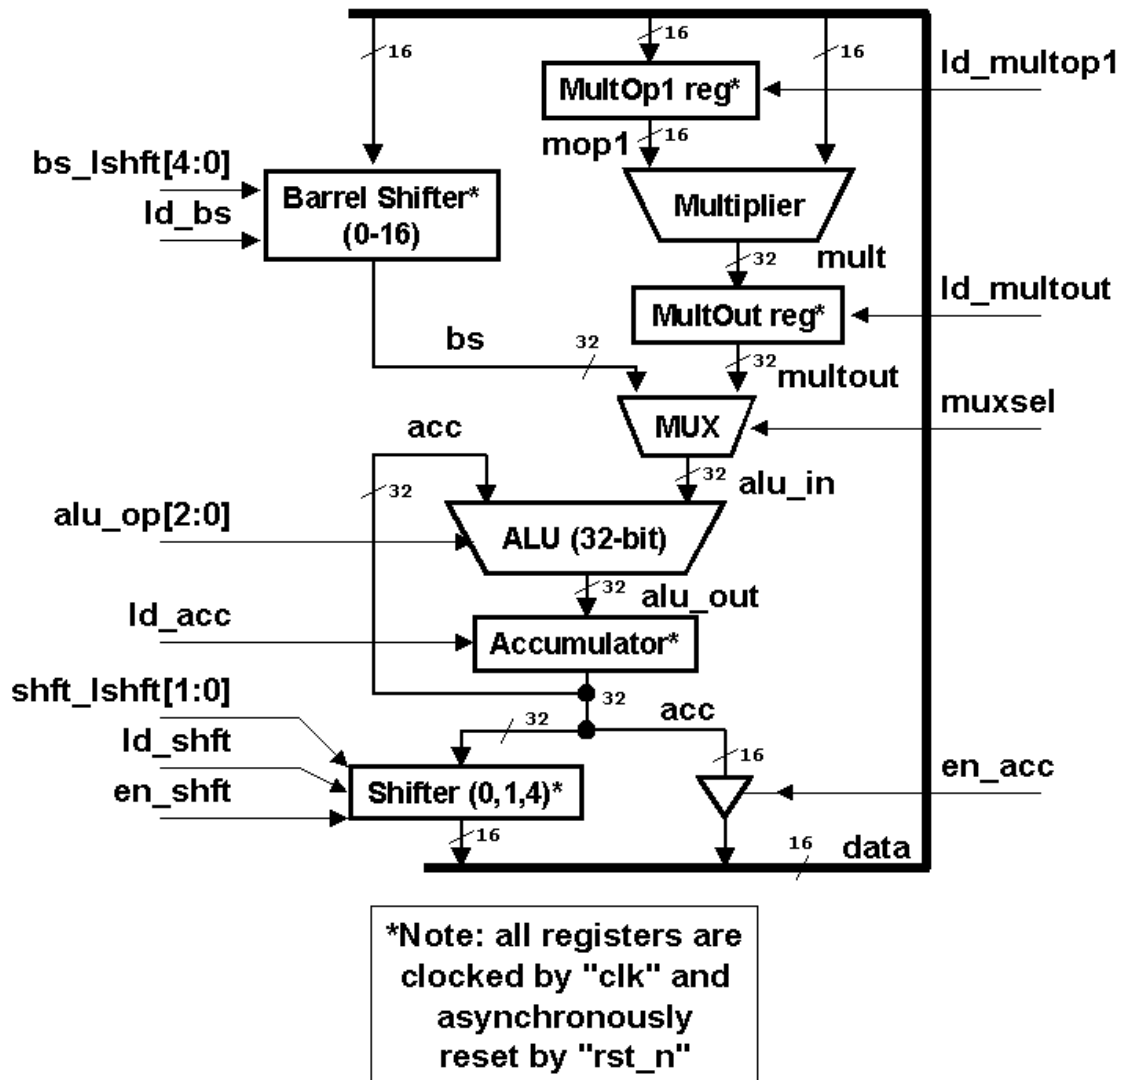 16
16
16
ld_multop1
MultOp1 reg*
mop1
16
bs_lshft[4:0]
ld_bs
Barrel Shifter*
(0-16)
Multiplier
32
mult
ld_multout
MultOut reg*
bs
32
32
multout
muxsel
MUX
acc
32
32
alu_in
alu_op[2:0]
ALU (32-bit)
32
alu_out
ld_acc
Accumulator*
shft_lshft[1:0]
32
32
acc
ld_shft
16
en_acc
en_shft
Shifter (0,1,4)*
16
16
data
*Note: all registers are
clocked by "clk" and
asynchronously
reset by "rst_n"